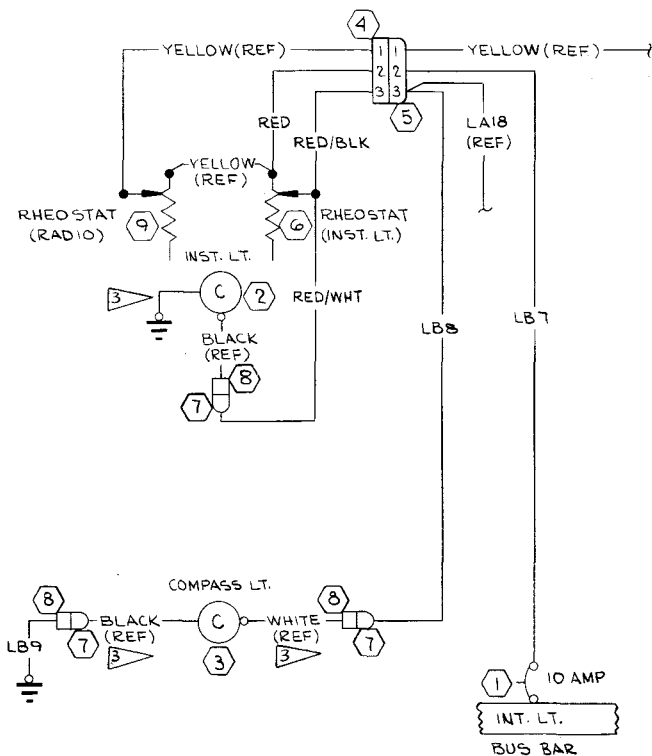 4
YELLOW (REF)
1 1
YELLOW (REF)
2 2
3 3
5
RED
RED/BLK
LA18
(REF)
YELLOW
(REF)
RHEOSTAT
(RADIO)
9
6
RHEOSTAT
(INST. LT.)
INST. LT.
3
C
2
RED/WHT
BLACK
(REF)
8
7
LB8
LB7
COMPASS LT.
8
BLACK
(REF)
7
3
C
3
WHITE
(REF)
3
8
7
LB9
1
10 AMP
INT. LT.
BUS BAR